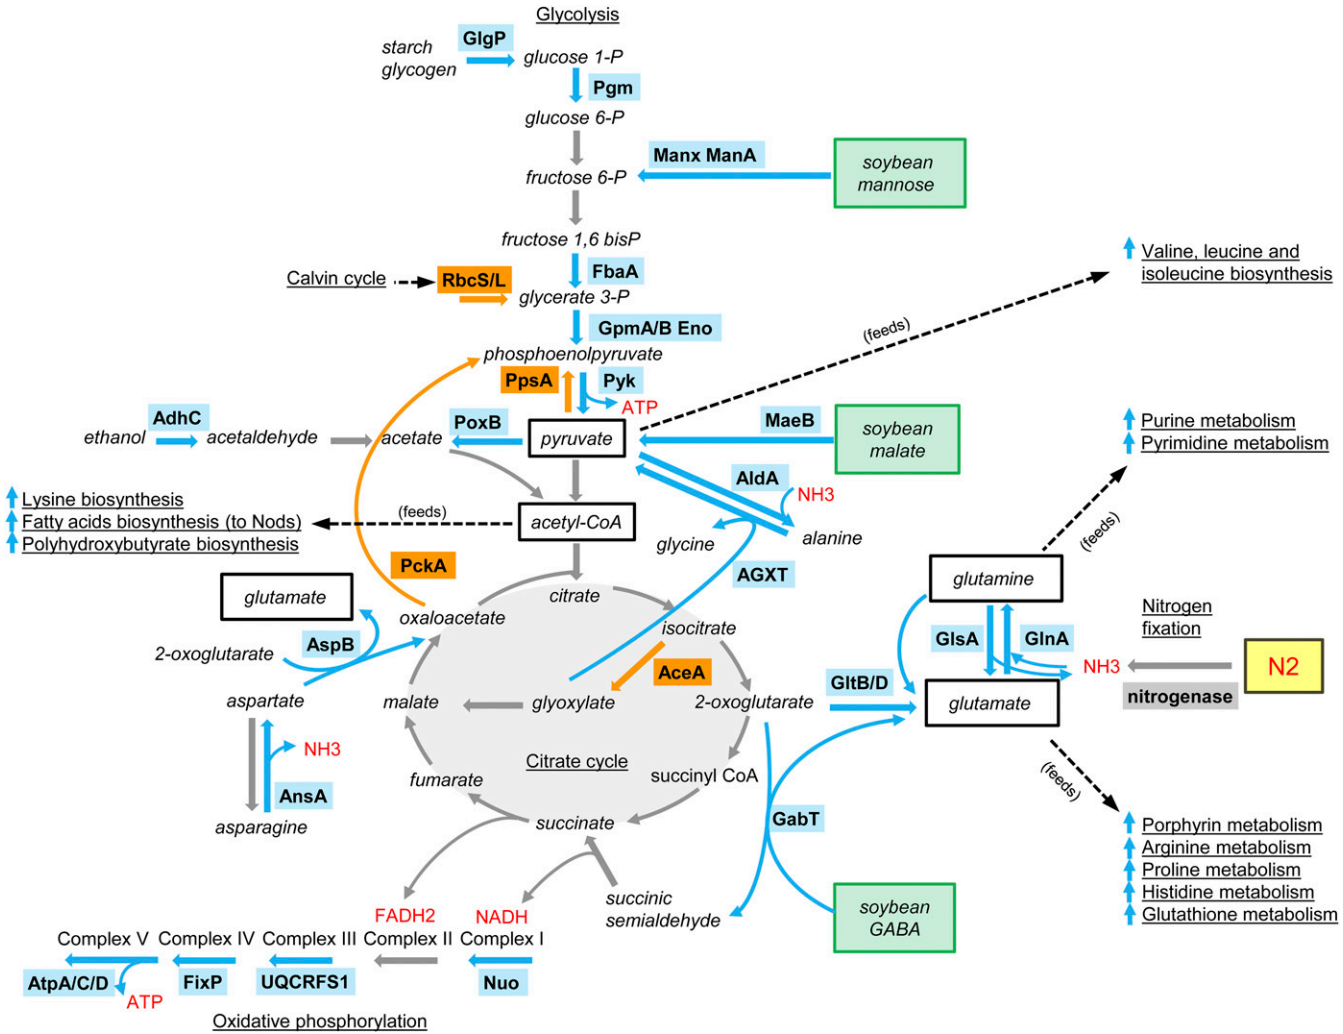 Glycolysis
starch
glycogen
GlgP
glucose 1-P
Pgm
glucose 6-P
Manx ManA
soybean
mannose
fructose 6-P
fructose 1,6 bisP
Valine, leucine and
isoleucine biosynthesis
FbaA
Calvin cycle
RbcS/L
glycerate 3-P
GpmA/B Eno
(feeds)
phosphoenolpyruvate
PpsA
Pyk
ATP
AdhC
PoxB
MaeB
ethanol
acetaldehyde
acetate
pyruvate
soybean
malate
Purine metabolism
Pyrimidine metabolism
AldA
NH3
Lysine biosynthesis
Fatty acids biosynthesis (to Nods)
Polyhydroxybutyrate biosynthesis
(feeds)
acetyl-CoA
glycine
alanine
(feeds)
PckA
AGXT
glutamate
citrate
glutamine
oxaloacetate
isocitrate
Nitrogen
fixation
AspB
GlsA
GlnA
2-oxoglutarate
AceA
NH3
N2
GltB/D
nitrogenase
aspartate
malate
glyoxylate
2-oxoglutarate
glutamate
NH3
Citrate cycle
fumarate
succinyl CoA
(feeds)
AnsA
asparagine
succinate
GabT
Porphyrin metabolism
Arginine metabolism
Proline metabolism
Histidine metabolism
Glutathione metabolism
succinic
semialdehyde
soybean
GABA
FADH2
NADH
Complex V
Complex IV
Complex III
Complex II
Complex I
AtpA/C/D
FixP
UQCRFS1
Nuo
ATP
Oxidative phosphorylation